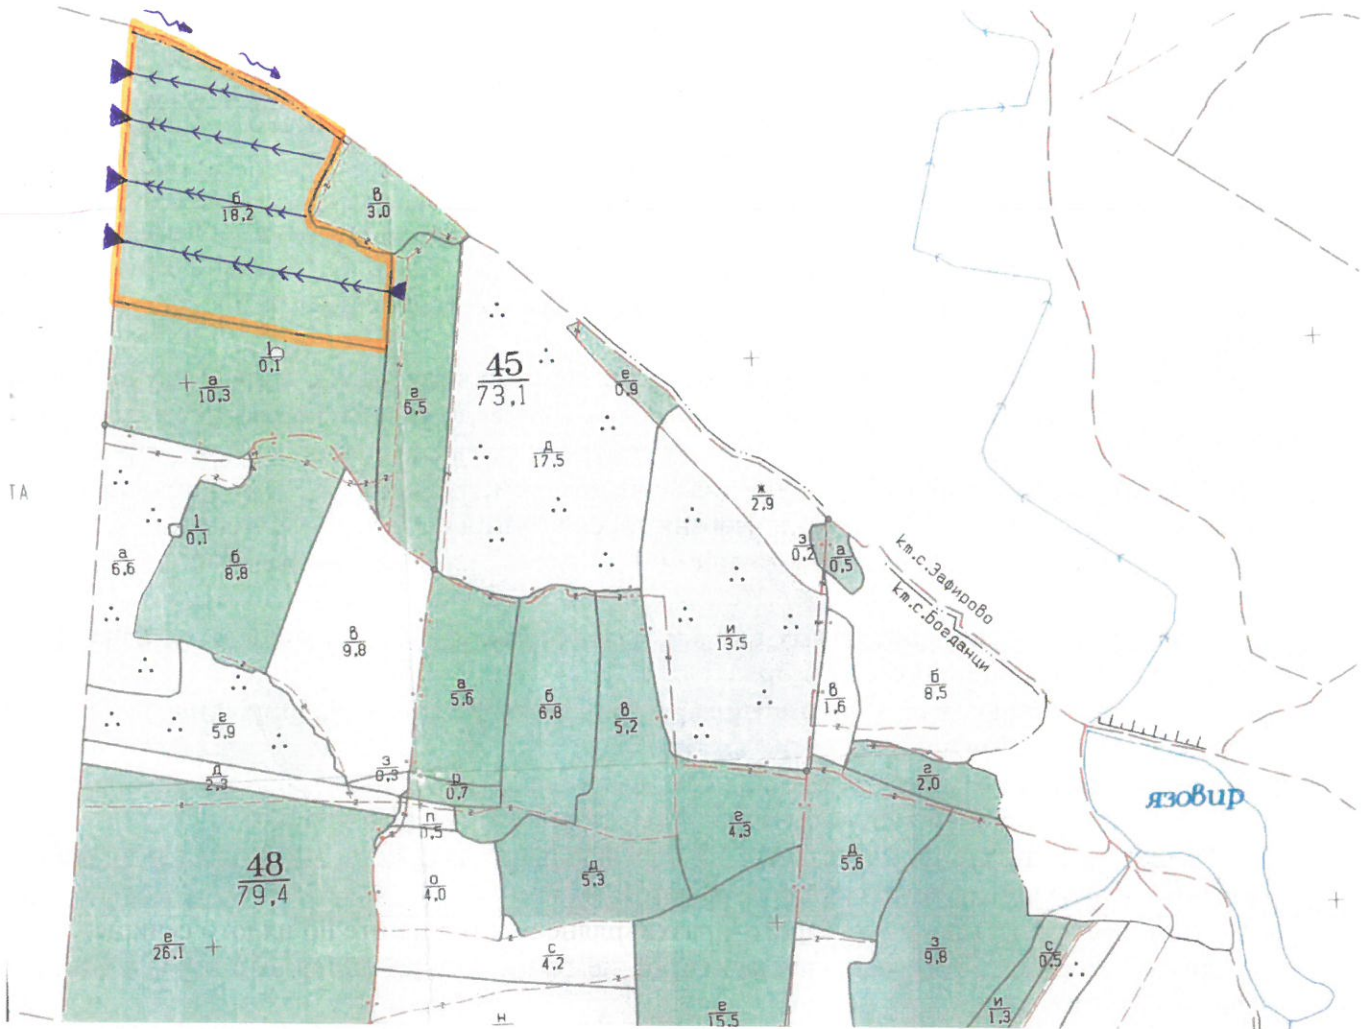 б
18,2
в
3,0
1
0,1
а
10,3
г
6,5
45
73,1
е
0,9
д
17,5
ТА
ж
2,9
1
0,1
а
6,6
б
8,8
з
0,2
а
0,5
кт.с.Зафирово
кт.с.Богданци
в
9,8
и
13,5
а
5,6
б
6,8
в
5,2
в
1,6
б
8,5
г
5,9
д
2,3
з
0,3
р
0,7
г
2,0
язовир
п
0,5
г
4,3
д
5,6
48
79,4
о
4,0
д
5,3
е
26,1
с
4,2
з
9,8
с
0,5
и
1,3
е
15,5
н